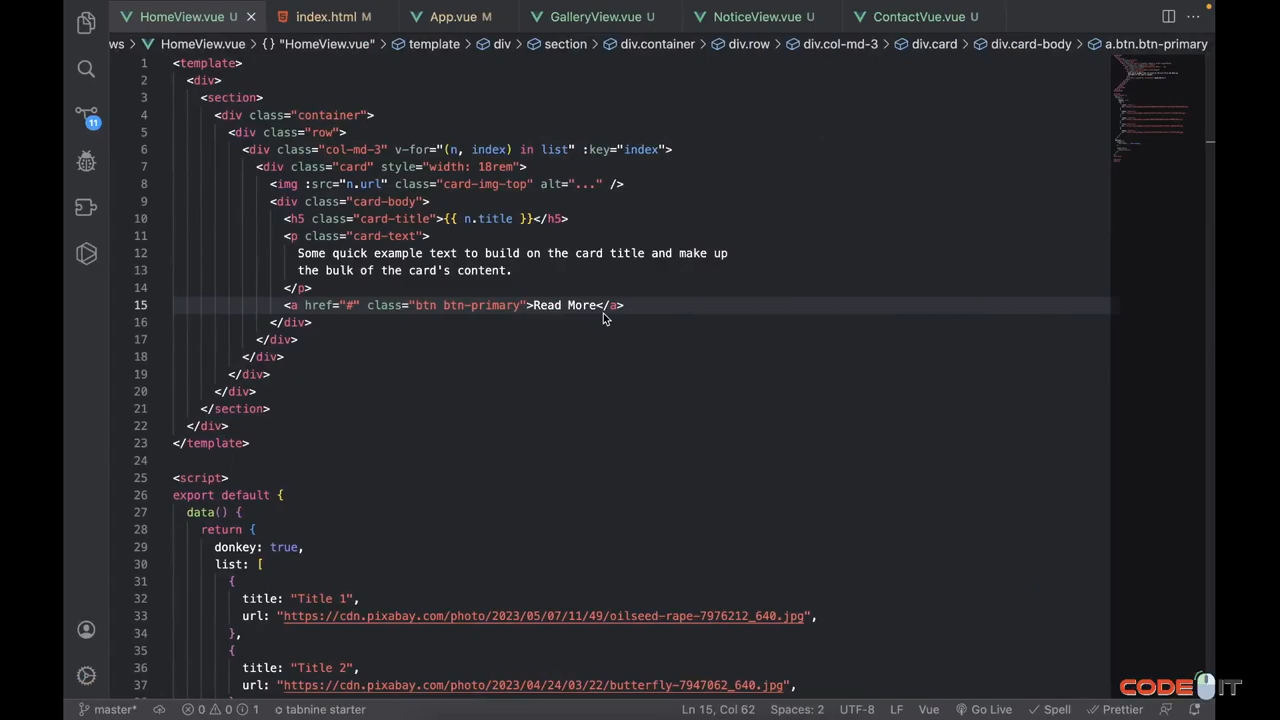 HomeView.vue U
index.html M
App.vue M
GalleryView.vue U
NoticeView.vue U
ContactVue.vue U
ws > HomeView.vue > {} "HomeView.vue" > template > div > section > div.container > div.row > div.col-md-3 > div.card > div.card-body > a.btn.btn-primary
11
1 <template>
2 <div>
3 <section>
4 <div class="container">
5 <div class="row">
6 <div class="col-md-3" v-for="(n, index) in list" :key="index">
7 <div class="card" style="width: 18rem">
8 <img :src="n.url" class="card-img-top" alt="..." />
9 <div class="card-body">
10 <h5 class="card-title">{{ n.title }}</h5>
11 <p class="card-text">
12 Some quick example text to build on the card title and make up
13 the bulk of the card's content.
14 </p>
15 <a href="#" class="btn btn-primary">Read More</a>
16 </div>
17 </div>
18 </div>
19 </div>
20 </div>
21 </section>
22 </div>
23 </template>
24
25 <script>
26 export default {
27 data() {
28 return {
29 donkey: true,
30 list: [
31 {
32 title: "Title 1",
33 url: "https://cdn.pixabay.com/photo/2023/05/07/11/49/oilseed-rape-7976212_640.jpg",
34 },
35 {
36 title: "Title 2",
37 url: "https://cdn.pixabay.com/photo/2023/04/24/03/22/butterfly-7947062_640.jpg",
CODE IT
master* 0 0 1 tabnine starter Ln 15, Col 62 Spaces: 2 UTF-8 LF Vue Go Live Spell Prettier